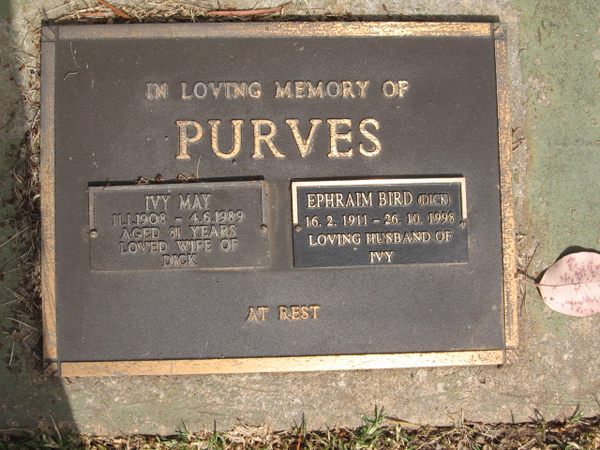 IN LOVING MEMORY OF
PURVES
IVY MAY
11.1.1908 - 4.6.1989
AGED 81 YEARS
LOVED WIFE OF
DICK
EPHRAIM BIRD (DICK)
16. 2. 1911 - 26. 10. 1998
LOVING HUSBAND OF
IVY
AT REST